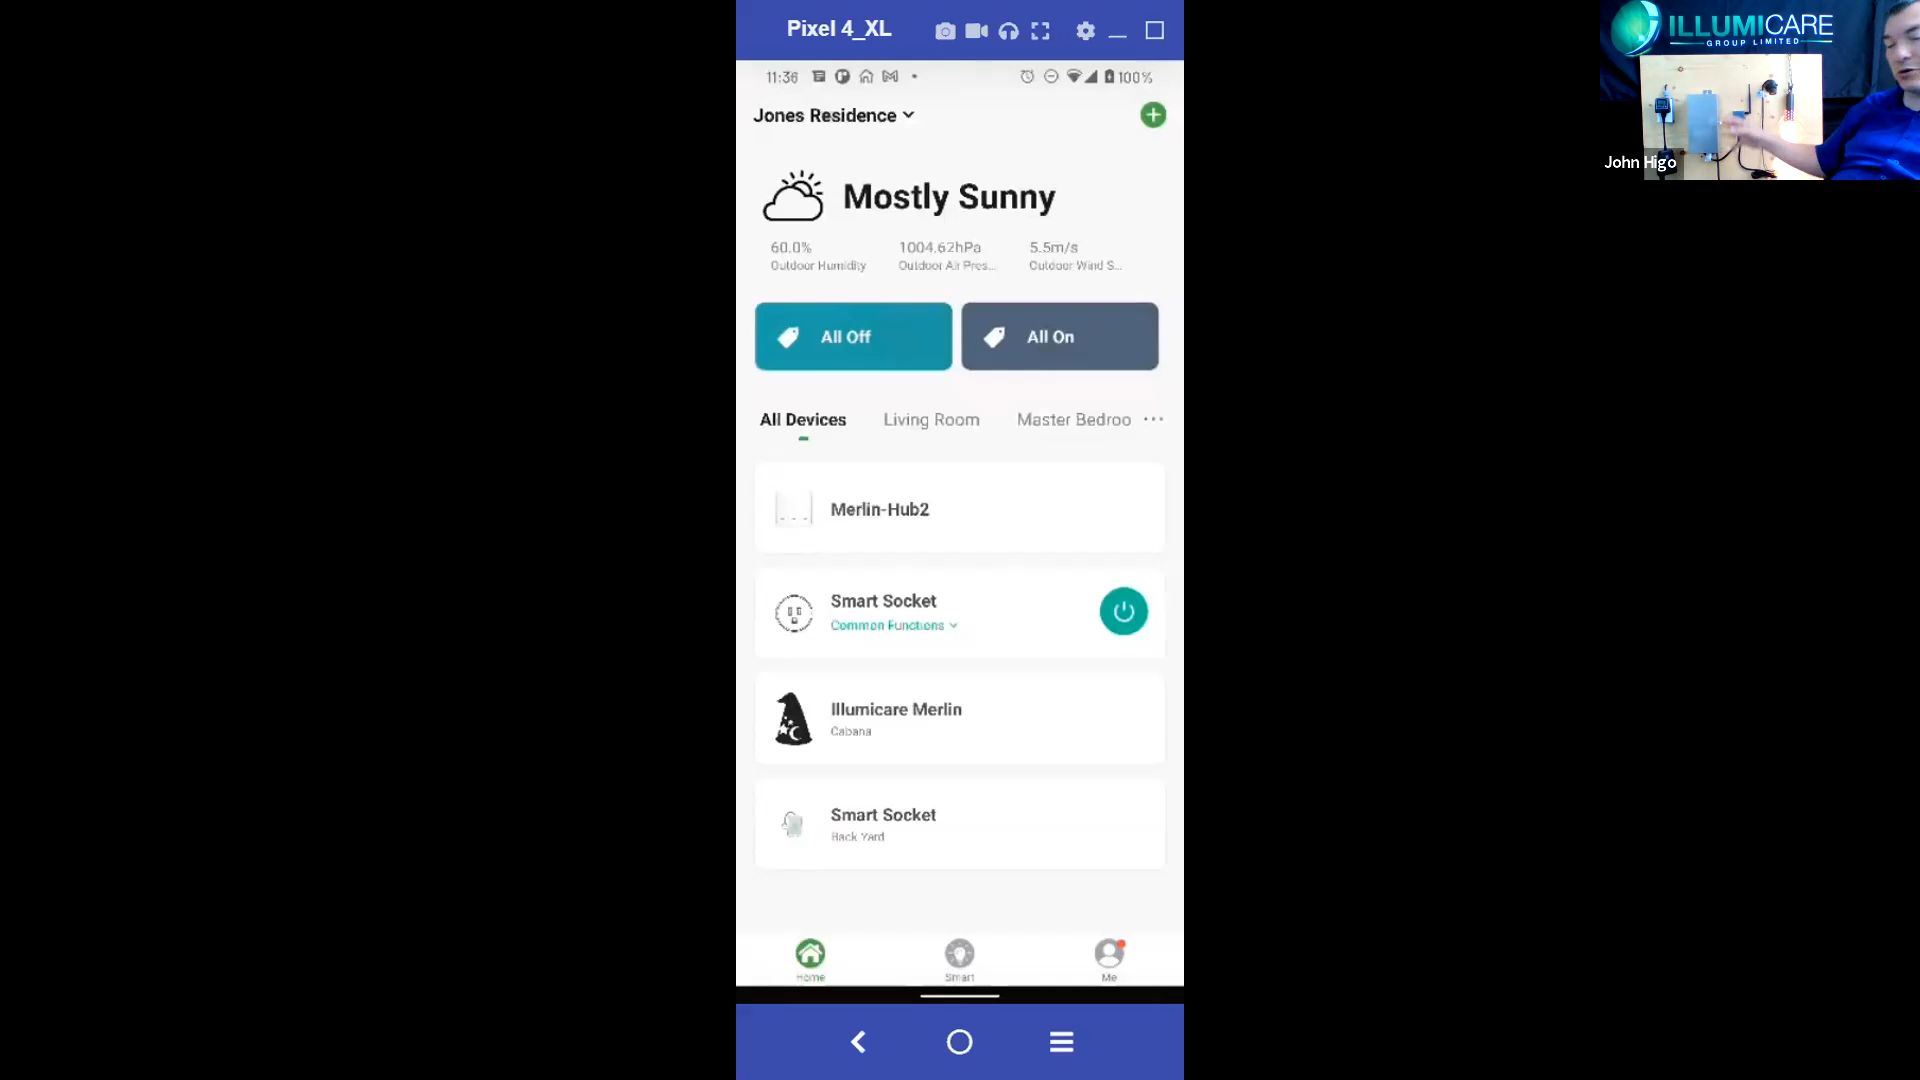 Pixel 4_XL
11:36
100%
Jones Residence
Mostly Sunny
60.0%
Outdoor Humidity
1004.62hPa
Outdoor Air Pres...
5.5m/s
Outdoor Wind S...
All Off
All On
All Devices
Living Room
Master Bedroo
Merlin-Hub2
Smart Socket
Common Functions
Illumicare Merlin
Cabana
Smart Socket
Back Yard
Home
Smart
Me
ILLUMICARE
GROUP LIMITED
John Higo